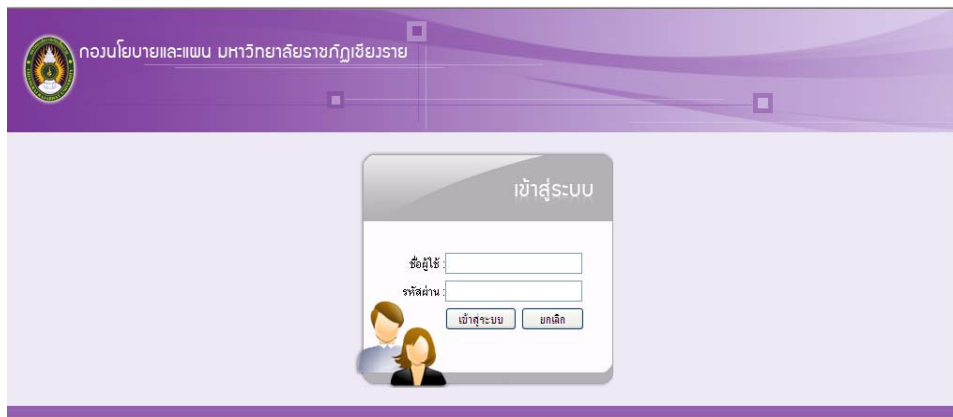 กองนโยบายและแผน มหาวิทยาลัยราชภัฏเชียงราย
เข้าสู่ระบบ
ชื่อผู้ใช้ :
รหัสผ่าน :
เข้าสู่ระบบ ยกเลิก